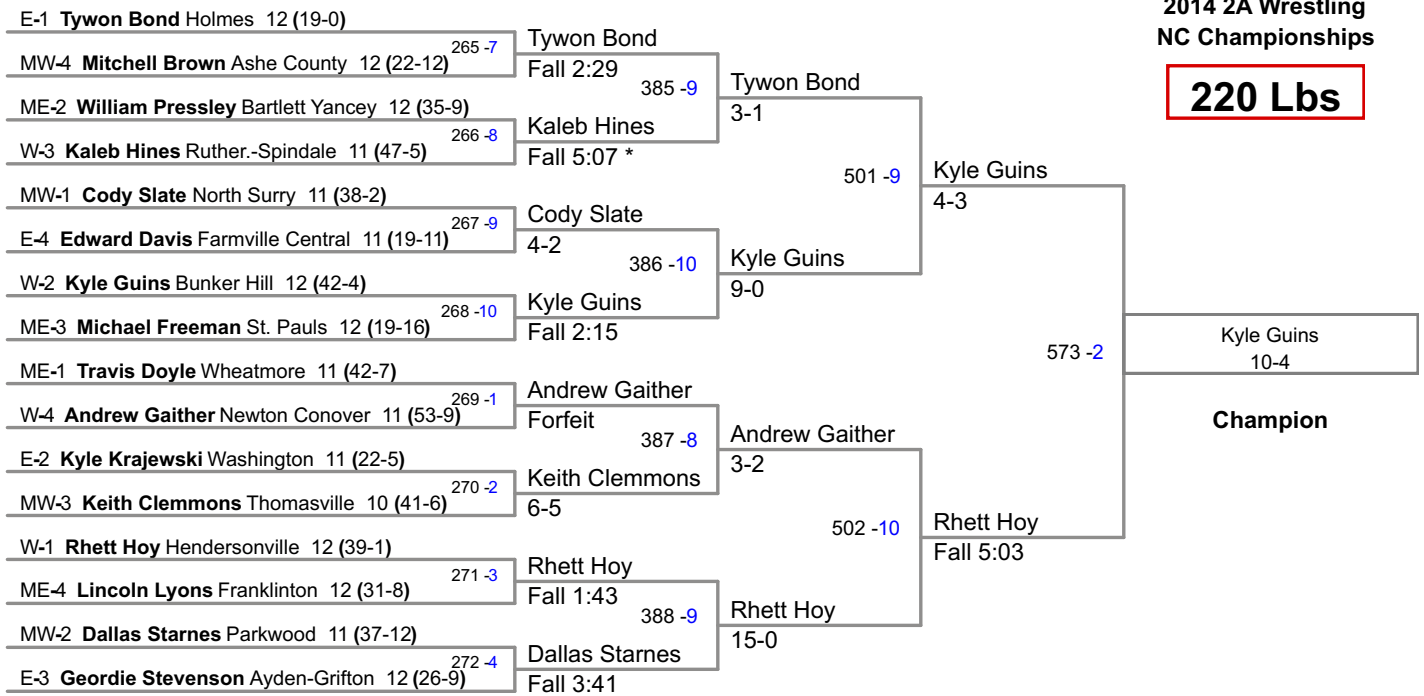 2014 2A Wrestling
NC Championships
220 Lbs
E-1 Tywon Bond Holmes 12 (19-0)
265 -7
MW-4 Mitchell Brown Ashe County 12 (22-12)
ME-2 William Pressley Bartlett Yancey 12 (35-9)
266 -8
W-3 Kaleb Hines Ruther.-Spindale 11 (47-5)
MW-1 Cody Slate North Surry 11 (38-2)
267 -9
E-4 Edward Davis Farmville Central 11 (19-11)
W-2 Kyle Guins Bunker Hill 12 (42-4)
268 -10
ME-3 Michael Freeman St. Pauls 12 (19-16)
ME-1 Travis Doyle Wheatmore 11 (42-7)
269 -1
W-4 Andrew Gaither Newton Conover 11 (53-9)
E-2 Kyle Krajewski Washington 11 (22-5)
270 -2
MW-3 Keith Clemmons Thomasville 10 (41-6)
W-1 Rhett Hoy Hendersonville 12 (39-1)
271 -3
ME-4 Lincoln Lyons Franklinton 12 (31-8)
MW-2 Dallas Starnes Parkwood 11 (37-12)
272 -4
E-3 Geordie Stevenson Ayden-Grifton 12 (26-9)
Tywon Bond
Fall 2:29
385 -9
Kaleb Hines
Fall 5:07 *
Cody Slate
4-2
386 -10
Kyle Guins
Fall 2:15
Andrew Gaither
Forfeit
387 -8
Keith Clemmons
6-5
Rhett Hoy
Fall 1:43
388 -9
Dallas Starnes
Fall 3:41
Tywon Bond
3-1
501 -9
Kyle Guins
9-0
Andrew Gaither
3-2
502 -10
Rhett Hoy
15-0
Kyle Guins
4-3
573 -2
Rhett Hoy
Fall 5:03
Kyle Guins
10-4
Champion